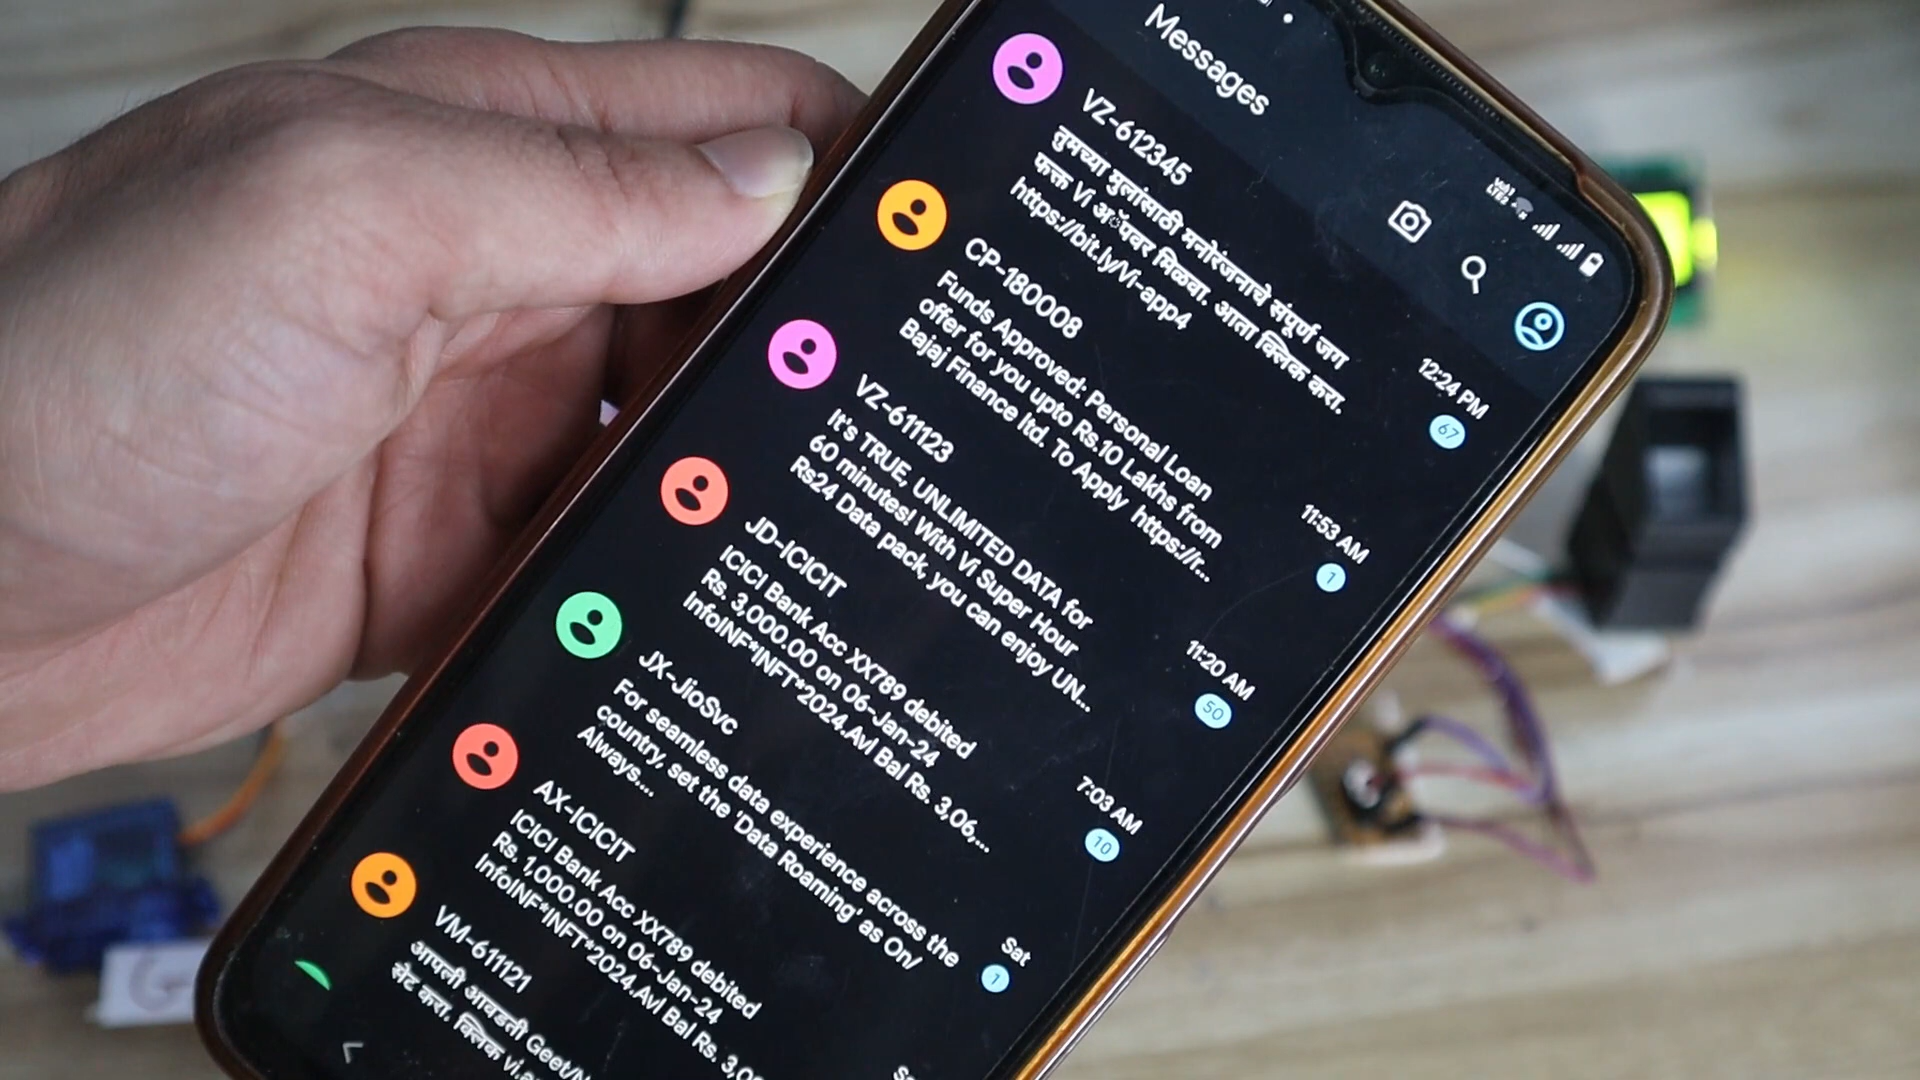 Messages
VZ-612345
तुमच्या मुलांसाठी मनोरंजनाचे संपूर्ण जग
फक्त Vi अॅपवर मिळवा. आता क्लिक करा.
https://bit.ly/Vi-app4
12:24 PM
67
CP-180008
Funds Approved: Personal Loan
offer for you upto Rs.10 Lakhs from
Bajaj Finance ltd. To Apply https://r...
11:53 AM
1
VZ-611123
It's TRUE, UNLIMITED DATA for
60 minutes! With Vi Super Hour
Rs24 Data pack, you can enjoy UN...
11:20 AM
50
JD-ICICIT
ICICI Bank Acc XX789 debited
Rs. 3,000.00 on 06-Jan-24
InfoINF*INFT*2024.Avl Bal Rs. 3,06...
7:03 AM
10
JX-JioSvc
For seamless data experience across the
country, set the 'Data Roaming' as On/
Always...
Sat
1
AX-ICICIT
ICICI Bank Acc XX789 debited
Rs. 1,000.00 on 06-Jan-24
InfoINF*INFT*2024.Avl Bal Rs. 3,0
VM-611121
आपली आवडती Geet/N
सेट करा, क्लिक vi.a